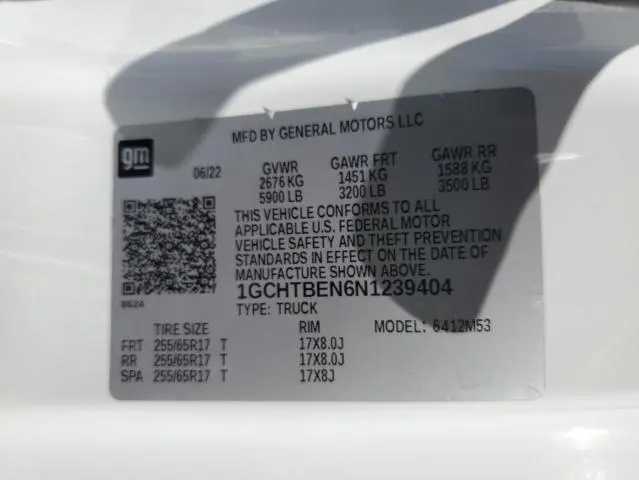 MFD BY GENERAL MOTORS LLC
gm
06/22 GVWR GAWR FRT GAWR RR
2676 KG 1451 KG 1588 KG
5900 LB 3200 LB 3500 LB
THIS VEHICLE CONFORMS TO ALL
APPLICABLE U.S. FEDERAL MOTOR
VEHICLE SAFETY AND THEFT PREVENTION
STANDARDS IN EFFECT ON THE DATE OF
MANUFACTURE SHOWN ABOVE.
8624
1GCHTBEN6N1239404
TYPE: TRUCK
TIRE SIZE RIM MODEL: 6412M53
FRT 255/65R17 T 17X8.0J
RR 255/65R17 T 17X8.0J
SPA 255/65R17 T 17X8J